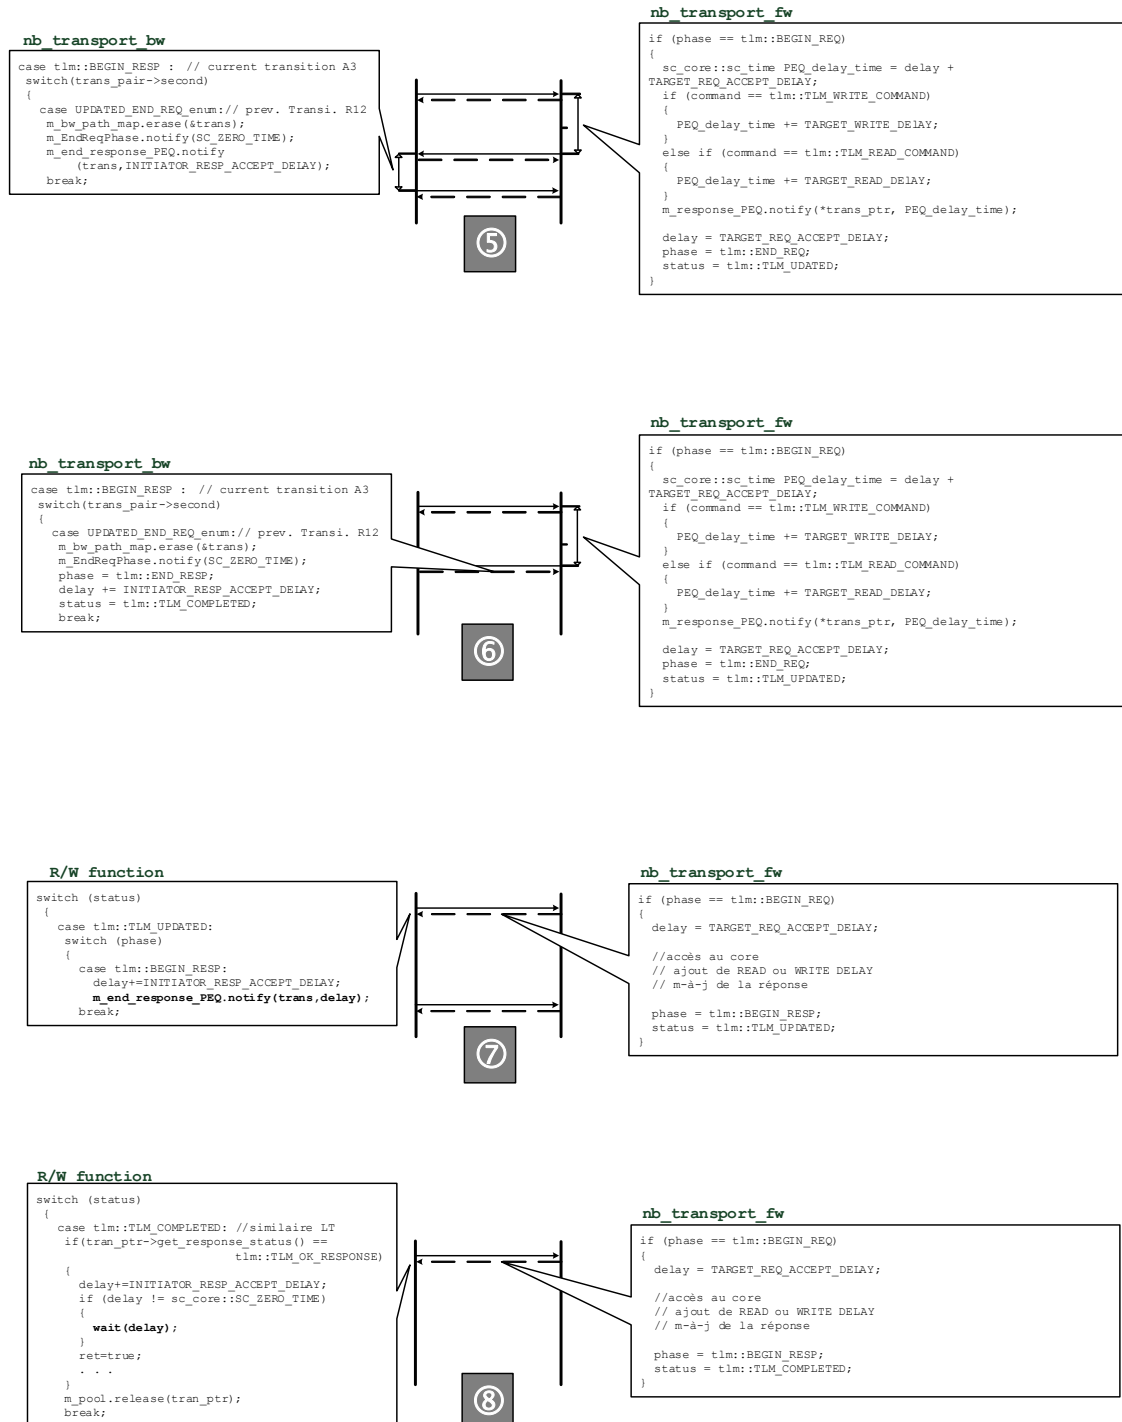 nb_transport_bw
case tlm::BEGIN_RESP : // current transition A3
switch(trans_pair->second)
{
case UPDATED_END_REQ_enum:// prev. Transi. R12
m_bw_path_map.erase(&trans);
m_EndReqPhase.notify(SC_ZERO_TIME);
m_end_response_PEQ.notify
(trans,INITIATOR_RESP_ACCEPT_DELAY);
break;
nb_transport_fw
if (phase == tlm::BEGIN_REQ)
{
sc_core::sc_time PEQ_delay_time = delay +
TARGET_REQ_ACCEPT_DELAY;
if (command == tlm::TLM_WRITE_COMMAND)
{
PEQ_delay_time += TARGET_WRITE_DElAY;
}
else if (command == tlm::TLM_READ_COMMAND)
{
PEQ_delay_time += TARGET_READ_DElAY;
}
m_response_PEQ.notify(*trans_ptr, PEQ_delay_time);
delay = TARGET_REQ_ACCEPT_DELAY;
phase = tlm::END_REQ;
status = tlm::TLM_UDATED;
}
⑤
nb_transport_bw
case tlm::BEGIN_RESP : // current transition A3
switch(trans_pair->second)
{
case UPDATED_END_REQ_enum:// prev. Transi. R12
m_bw_path_map.erase(&trans);
m_EndReqPhase.notify(SC_ZERO_TIME);
phase = tlm::END_RESP;
delay += INITIATOR_RESP_ACCEPT_DELAY;
status = tlm::TLM_COMPLETED;
break;
nb_transport_fw
if (phase == tlm::BEGIN_REQ)
{
sc_core::sc_time PEQ_delay_time = delay +
TARGET_REQ_ACCEPT_DELAY;
if (command == tlm::TLM_WRITE_COMMAND)
{
PEQ_delay_time += TARGET_WRITE_DELAY;
}
else if (command == tlm::TLM_READ_COMMAND)
{
PEQ_delay_time += TARGET_READ_DELAY;
}
m_response_PEQ.notify(*trans_ptr, PEQ_delay_time);
delay = TARGET_REQ_ACCEPT_DELAY;
phase = tlm::END_REQ;
status = tlm::TLM_UPDATED;
}
⑥
R/W function
switch (status)
{
case tlm::TLM_UPDATED:
switch (phase)
{
case tlm::BEGIN_RESP:
delay+=INITIATOR_RESP_ACCEPT_DELAY;
m_end_response_PEQ.notify(trans,delay);
break;
nb_transport_fw
if (phase == tlm::BEGIN_REQ)
{
delay = TARGET_REQ_ACCEPT_DELAY;
//accès au core
// ajout de READ ou WRITE DELAY
// m-à-j de la réponse
phase = tlm::BEGIN_RESP;
status = tlm::TLM_UPDATED;
}
⑦
R/W function
switch (status)
{
case tlm::TLM_COMPLETED: //similaire LT
if(tran_ptr->get_response_status() ==
tlm::TLM_OK_RESPONSE)
{
delay+=INITIATOR_RESP_ACCEPT_DELAY;
if (delay != sc_core::SC_ZERO_TIME)
{
wait(delay);
}
ret=true;
. . .
}
m_pool.release(tran_ptr);
break;
nb_transport_fw
if (phase == tlm::BEGIN_REQ)
{
delay = TARGET_REQ_ACCEPT_DELAY;
//accès au core
// ajout de READ ou WRITE DELAY
// m-à-j de la réponse
phase = tlm::BEGIN_RESP;
status = tlm::TLM_COMPLETED;
}
⑧